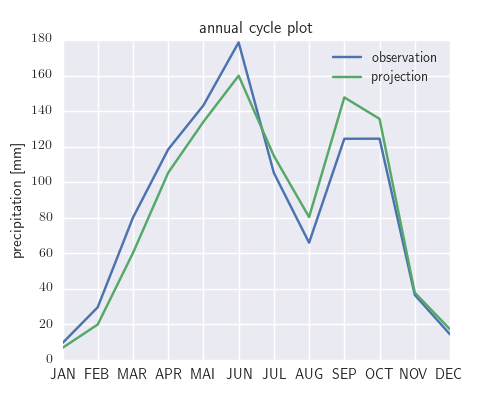 annual cycle plot
observation
projection
precipitation [mm]
180
160
140
120
100
80
60
40
20
0
JAN FEB MAR APR MAI JUN JUL AUG SEP OCT NOV DEC